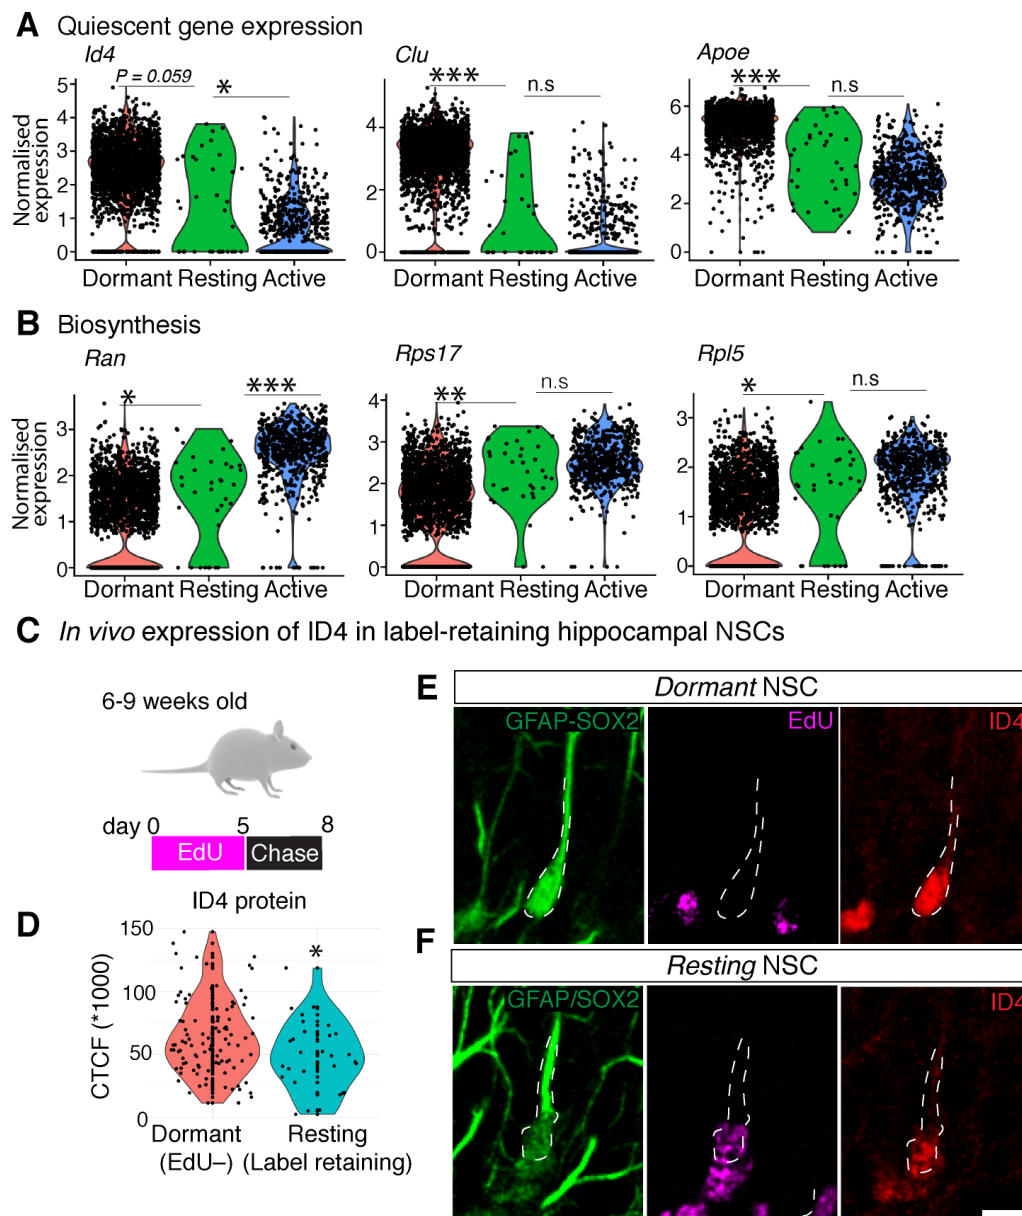 A Quiescent gene expression
Id4
Clu
Apoe
P = 0.059
*
***
n.s
***
n.s
Normalised
expression
5
4
3
2
1
0
4
2
0
6
4
2
0
Dormant Resting Active
Dormant Resting Active
Dormant Resting Active
B Biosynthesis
Ran
Rps17
Rpl5
*
***
**
n.s
*
n.s
Normalised
expression
3
2
1
0
4
3
2
1
0
3
2
1
0
Dormant Resting Active
Dormant Resting Active
Dormant Resting Active
C In vivo expression of ID4 in label-retaining hippocampal NSCs
6-9 weeks old
day 0 5 8
EdU Chase
D ID4 protein
*
CTCF (*1000)
150
100
50
0
Dormant
(EdU–)
Resting
(Label retaining)
E Dormant NSC
GFAP-SOX2
EdU
ID4
F Resting NSC
GFAP/SOX2
ID4